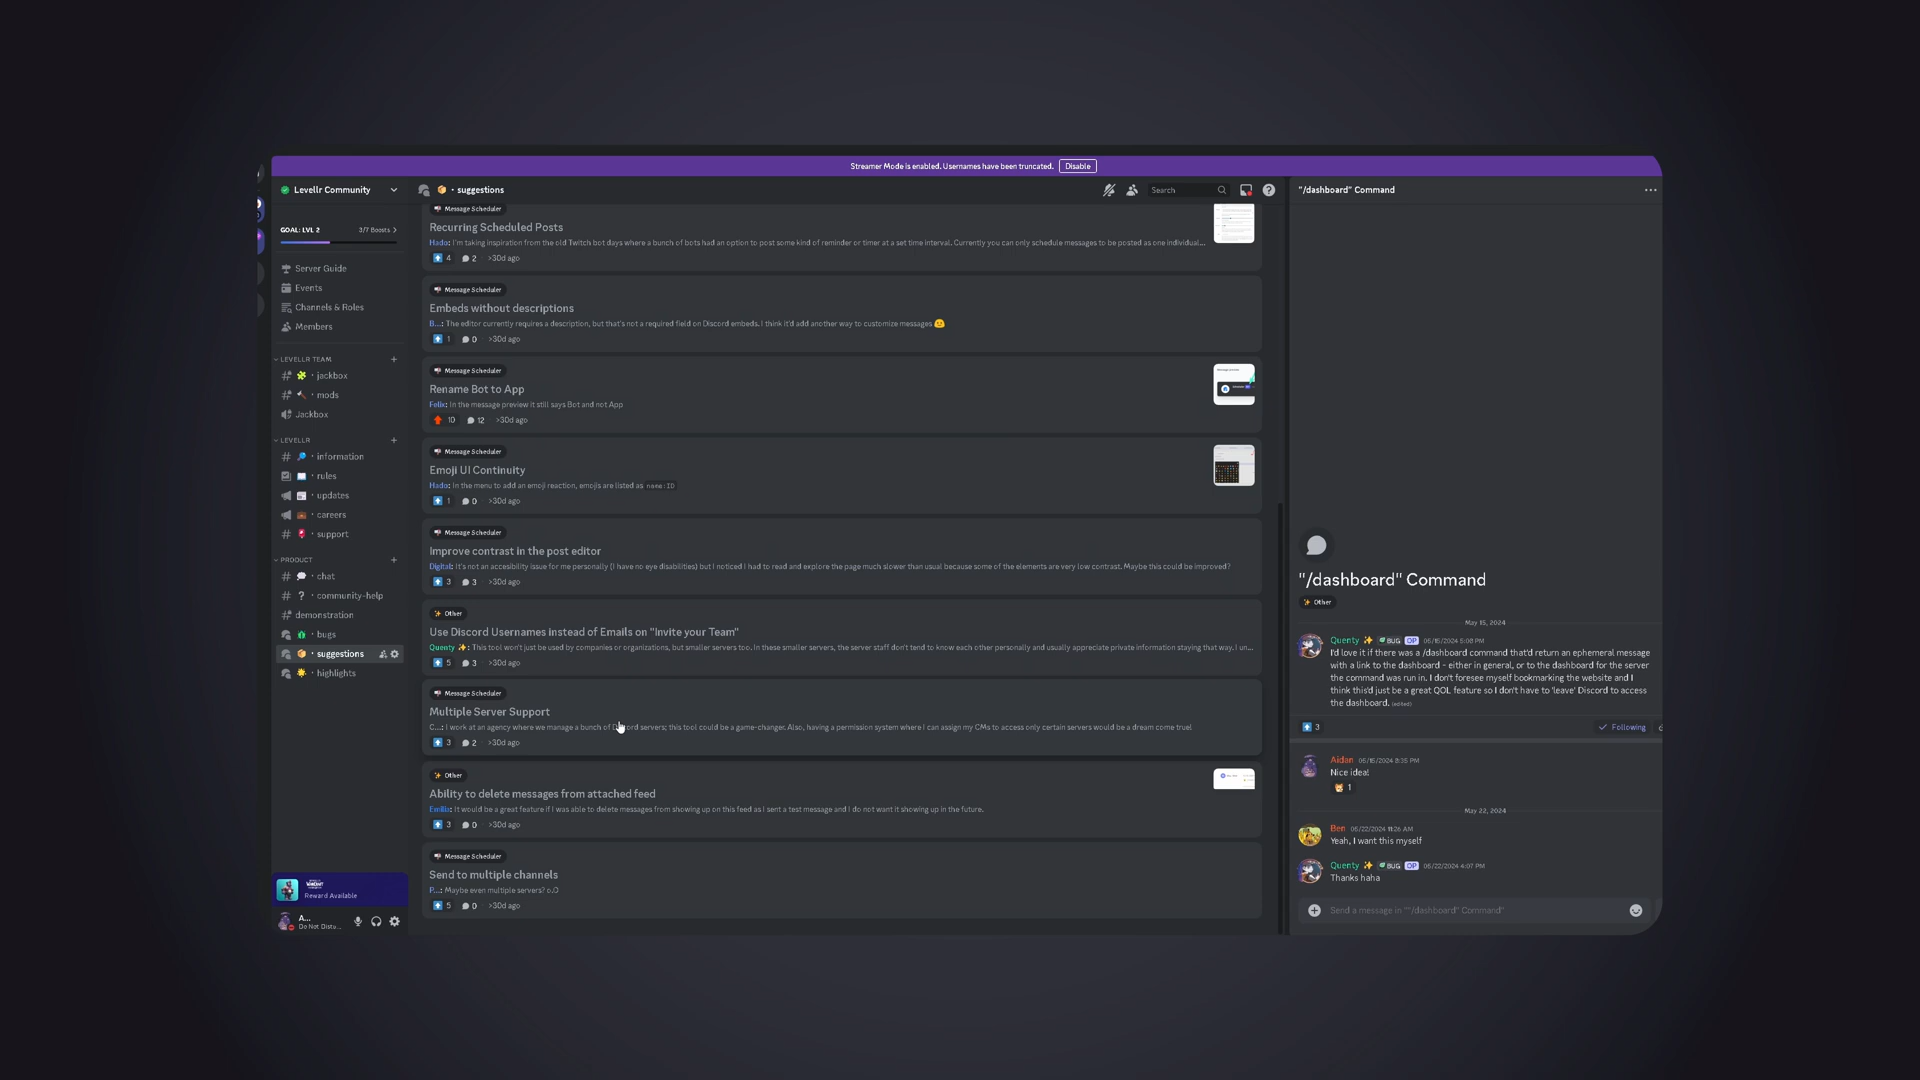 Streamer Mode is enabled. Usernames have been truncated. Disable
Levellr Community
GOAL: LVL 2 3/7 Boosts >
Server Guide
Events
Channels & Roles
Members
LEVELLR TEAM
jackbox
mods
Jackbox
LEVELLR
information
rules
updates
careers
support
PRODUCT
chat
? · community-help
demonstration
bugs
suggestions
highlights
Reward Available
A...
Do Not Distu...
suggestions
Search
Message Scheduler
Recurring Scheduled Posts
Hado: I'm taking inspiration from the old Twitch bot days where a bunch of bots had an option to post some kind of reminder or timer at a set time interval. Currently you can only schedule messages to be posted as one individual...
4 2 · >30d ago
Message Scheduler
Embeds without descriptions
B...: The editor currently requires a description, but that's not a required field on Discord embeds. I think it'd add another way to customize messages 🙂
1 0 · >30d ago
Message Scheduler
Rename Bot to App
Felix: In the message preview it still says Bot and not App
10 12 · >30d ago
Message Scheduler
Emoji UI Continuity
Hado: In the menu to add an emoji reaction, emojis are listed as name:ID
1 0 · >30d ago
Message Scheduler
Improve contrast in the post editor
Digital: It's not an accesibility issue for me personally (I have no eye disabilities) but I noticed I had to read and explore the page much slower than usual because some of the elements are very low contrast. Maybe this could be improved?
3 3 · >30d ago
Other
Use Discord Usernames instead of Emails on "Invite your Team"
Quenty ✨: This tool won't just be used by companies or organizations, but smaller servers too. In these smaller servers, the server staff don't tend to know each other personally and usually appreciate private information staying that way. I un...
5 3 · >30d ago
Message Scheduler
Multiple Server Support
C...: I work at an agency where we manage a bunch of Discord servers; this tool could be a game-changer. Also, having a permission system where I can assign my CMs to access only certain servers would be a dream come true!
3 2 · >30d ago
Other
Ability to delete messages from attached feed
Emilia: It would be a great feature if I was able to delete messages from showing up on this feed as I sent a test message and I do not want it showing up in the future.
3 0 · >30d ago
Message Scheduler
Send to multiple channels
P...: Maybe even multiple servers? o.O
5 0 · >30d ago
"/dashboard" Command
"/dashboard" Command
Other
May 15, 2024
Quenty ✨ BUG OP 05/15/2024 5:00 PM
I'd love it if there was a /dashboard command that'd return an ephemeral message
with a link to the dashboard - either in general, or to the dashboard for the server
the command was run in. I don't foresee myself bookmarking the website and I
think this'd just be a great QOL feature so I don't have to 'leave' Discord to access
the dashboard. (edited)
3 Following
Aidan 05/15/2024 8:35 PM
Nice idea!
1
May 22, 2024
Ben 05/22/2024 11:26 AM
Yeah, I want this myself
Quenty ✨ BUG OP 05/22/2024 4:07 PM
Thanks haha
Send a message in ""/dashboard" Command"